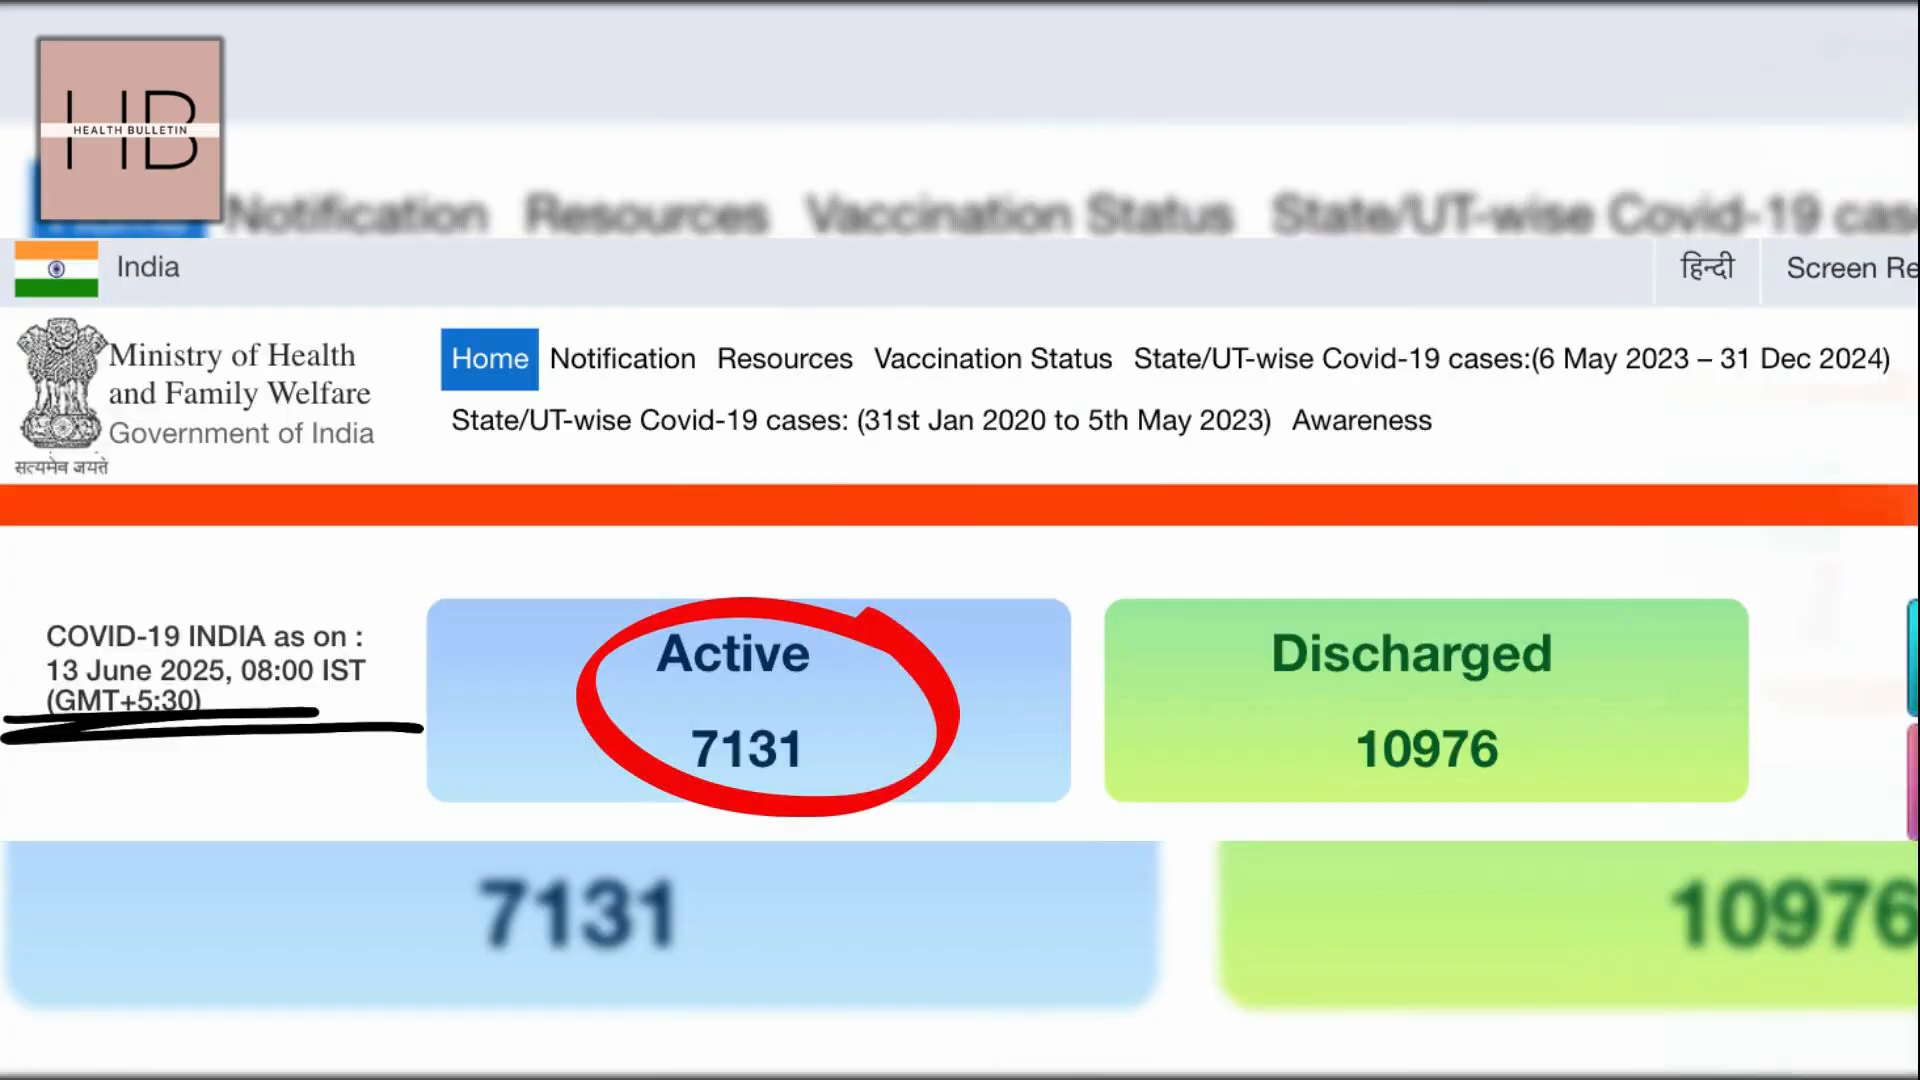 HB
HEALTH BULLETIN
Notification Resources Vaccination Status State/UT-wise Covid-19 cas
India
हिन्दी
Screen Re
Ministry of Health
and Family Welfare
Government of India
सत्यमेव जयते
Home Notification Resources Vaccination Status State/UT-wise Covid-19 cases:(6 May 2023 – 31 Dec 2024)
State/UT-wise Covid-19 cases: (31st Jan 2020 to 5th May 2023) Awareness
COVID-19 INDIA as on :
13 June 2025, 08:00 IST
(GMT+5:30)
Active
7131
Discharged
10976
7131
10976